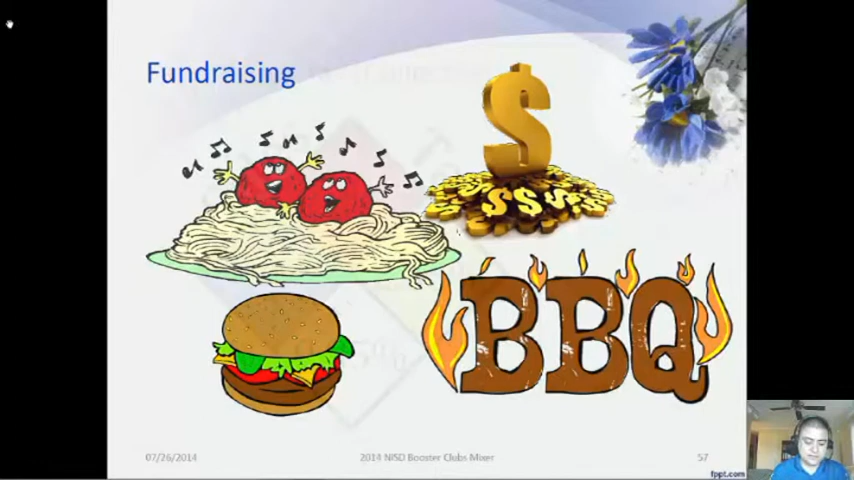 Fundraising
$
$ $ $ $
BBQ
07/26/2014
2014 NISD Booster Clubs Mixer
57
fppt.com